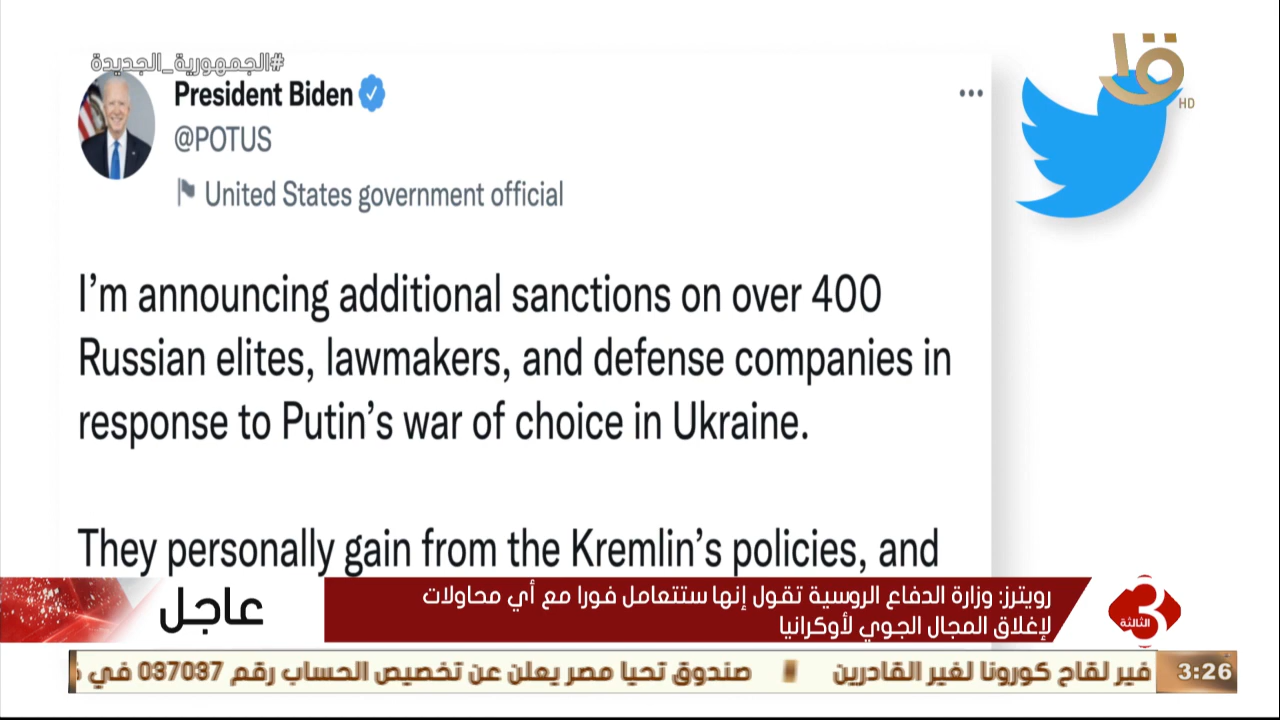 #الجمهورية_الجديدة
President Biden
@POTUS
United States government official
HD
I'm announcing additional sanctions on over 400
Russian elites, lawmakers, and defense companies in
response to Putin's war of choice in Ukraine.
They personally gain from the Kremlin's policies, and
عاجل
رويترز: وزارة الدفاع الروسية تقول إنها ستتعامل فورا مع أي محاولات
لإغلاق المجال الجوي لأوكرانيا
3 الثالثة
3:26
فير لقاح كورونا لغير القادرين صندوق تحيا مصر يعلن عن تخصيص الحساب رقم 037037 في